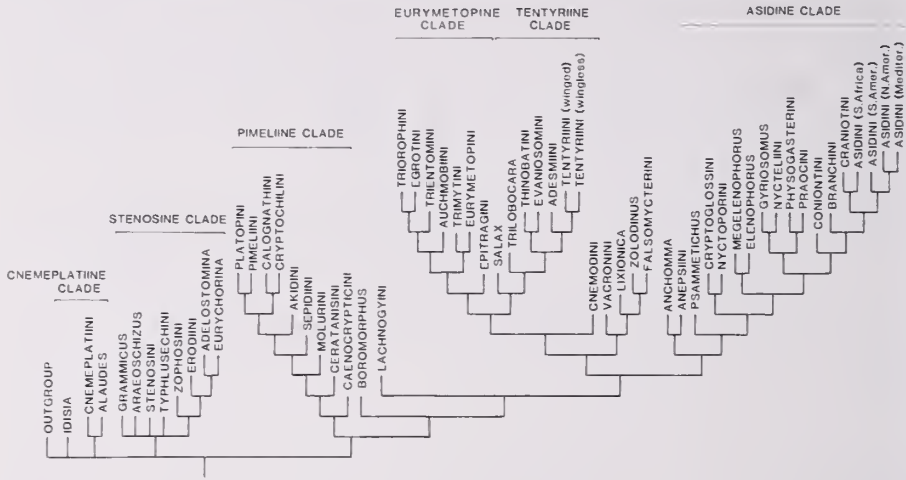 EURYMETOPINE
CLADE
TENTYRIINE
CLADE
ASIDINE CLADE
PIMELIINE CLADE
STENOSINE CLADE
CNEMEPLATIINE
CLADE
OUTGROUP
IDISIA
CNEMEPLATIINI
ALAUDES
GRAMMICUS
ARAEOSCHIZUS
STENOSINI
TYPHLUSECHINI
ZOPHOSINI
ERODIINI
ADELOSTOMINA
EURYCHORINA
PLATOPINI
PIMELIINI
CALOGNATHINI
CRYPTOCHILINI
AKIDINI
SEPIDIINI
MOLURINI
CERATANISINI
CAENOCRYPTICINI
BOROMORPHUS
LACHNOGYINI
TRIOROPHINI
EGROTINI
TRIENTOMINI
AUCHMOBIINI
TRIMYTINI
EURYMETOPINI
EPITRAGINI
SALAX
TRILOBOCARA
THINOBATINI
EVANIOSOMINI
ADESMIINI
TENTYRIINI (winged)
TENTYRIINI (wingless)
CNEMODINI
VACRONINI
LIXIONICA
ZOLODINUS
FALSOMYCTERINI
ANCHOMMA
ANEPSIINI
PSAMMETICHUS
CRYPTOGLOSSINI
NYCTOPORINI
MEGELENOPHORUS
ELENOPHORUS
GYRIOSOMUS
NYCTELIINI
PHYSOGASTERINI
PRAOCINI
CONIONTINI
BRANCHINI
CRANIOTINI
ASIDINI (S.Africa)
ASIDINI (S.Amer.)
ASIDINI (N.Amer.)
ASIDINI (Mediter.)